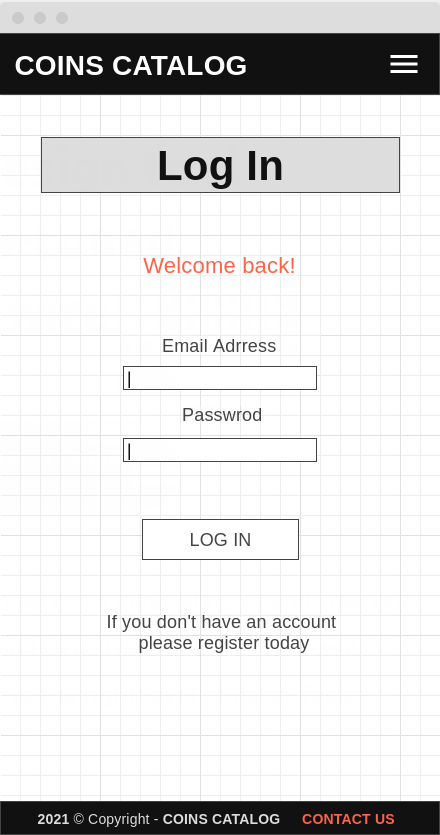 COINS CATALOG
Log In
Welcome back!
Email Adrress
Passwrod
LOG IN
If you don't have an account
please register today
2021 © Copyright - COINS CATALOG CONTACT US